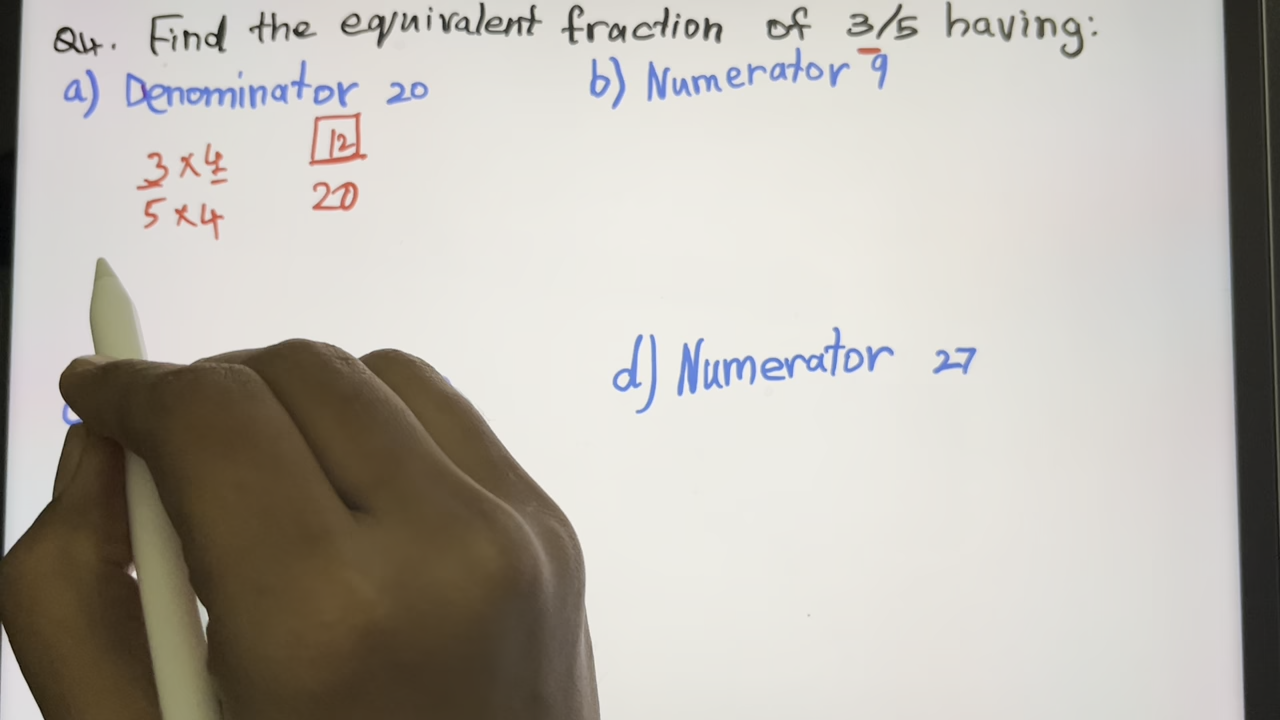 Q4. Find the equivalent fraction of 3/5 having:
a) Denominator 20
b) Numerator 9
3 × 4
5 × 4
12
20
d) Numerator 27